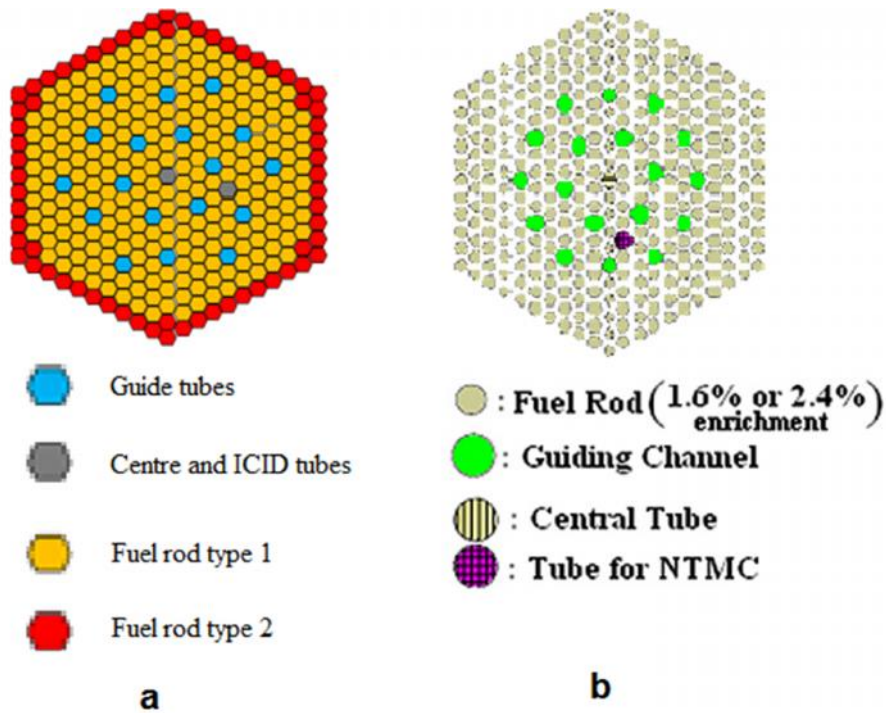 Guide tubes
Centre and ICID tubes
Fuel rod type 1
Fuel rod type 2
a
: Fuel Rod (1.6% or 2.4%)
enrichment
: Guiding Channel
: Central Tube
: Tube for NTMC
b